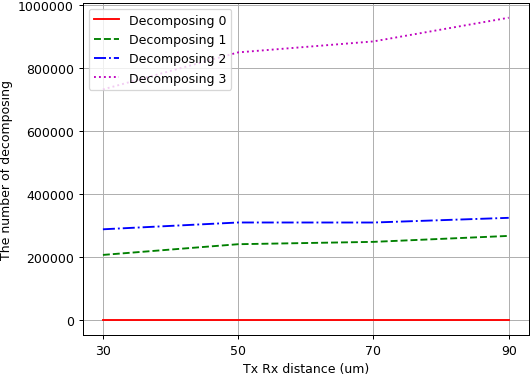 1000000
800000
600000
400000
200000
0
The number of decomposing
Decomposing 0
Decomposing 1
Decomposing 2
Decomposing 3
30 50 70 90
Tx Rx distance (um)